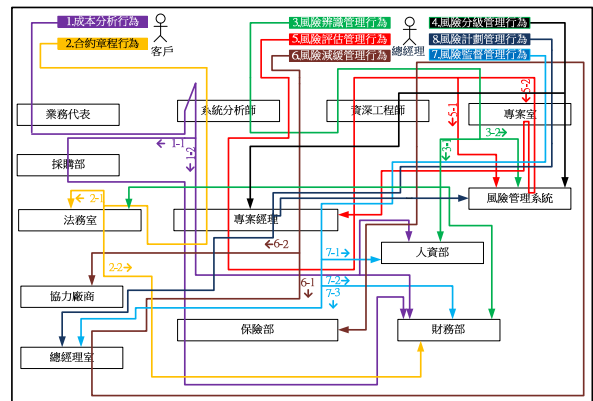 1.成本分析行為
3.風險辨識管理行為
4.風險分級管理行為
2.合約章程行為
客戶
5.風險評估管理行為
總經理
8.風險計劃管理行為
6.風險減緩管理行為
7.風險監督管理行為
業務代表
系統分析師
資深工程師
專案室
5-1
5-2
3-2
1-1
1-2
3-1
採購部
風險管理系統
2-1
法務室
專案經理
6-2
7-1
人資部
2-2
6-1
7-2
7-3
協力廠商
保險部
財務部
總經理室